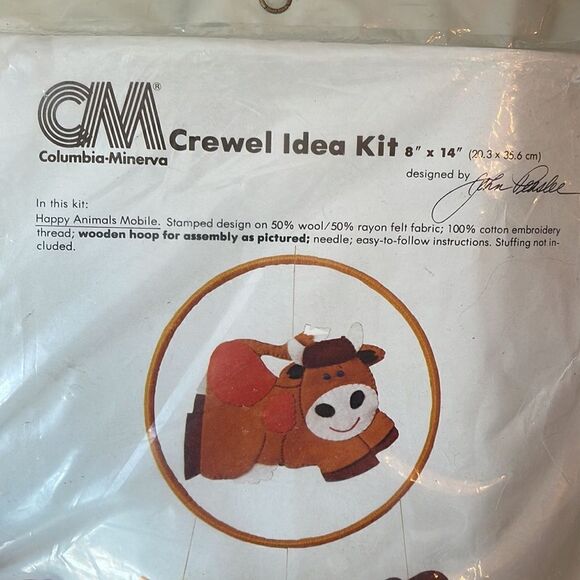 CM®
Columbia-Minerva
Crewel Idea Kit 8" x 14" (20.3 x 35.6 cm)
designed by John Peaslee
In this kit:
Happy Animals Mobile. Stamped design on 50% wool/50% rayon felt fabric; 100% cotton embroidery
thread; wooden hoop for assembly as pictured; needle; easy-to-follow instructions. Stuffing not in-
cluded.